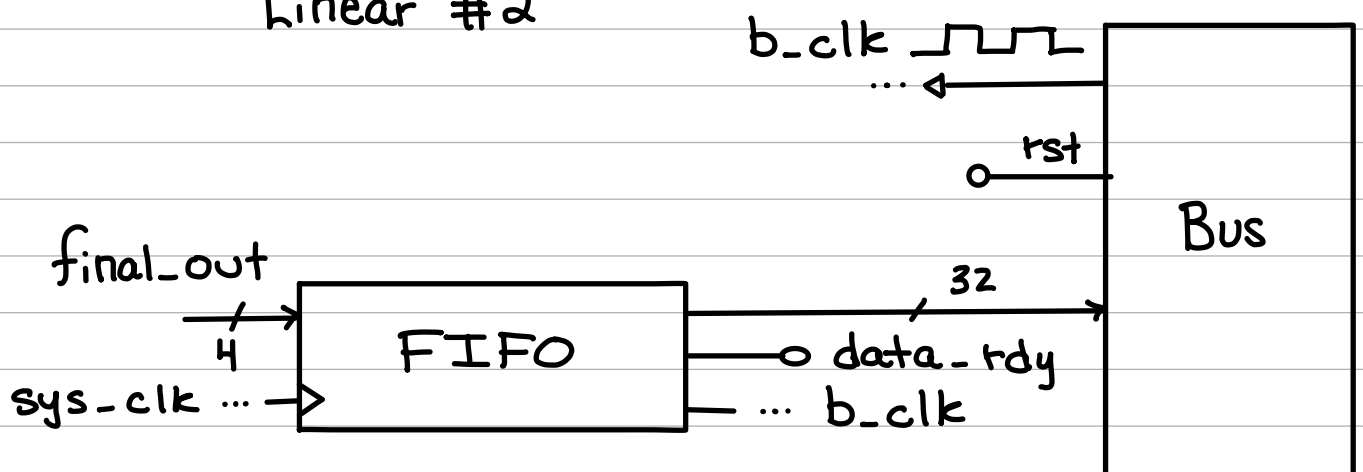 Linear #2
b_clk
...
rst
Bus
final_out
32
4
FIFO
data_rdy
sys_clk ...
... b_clk